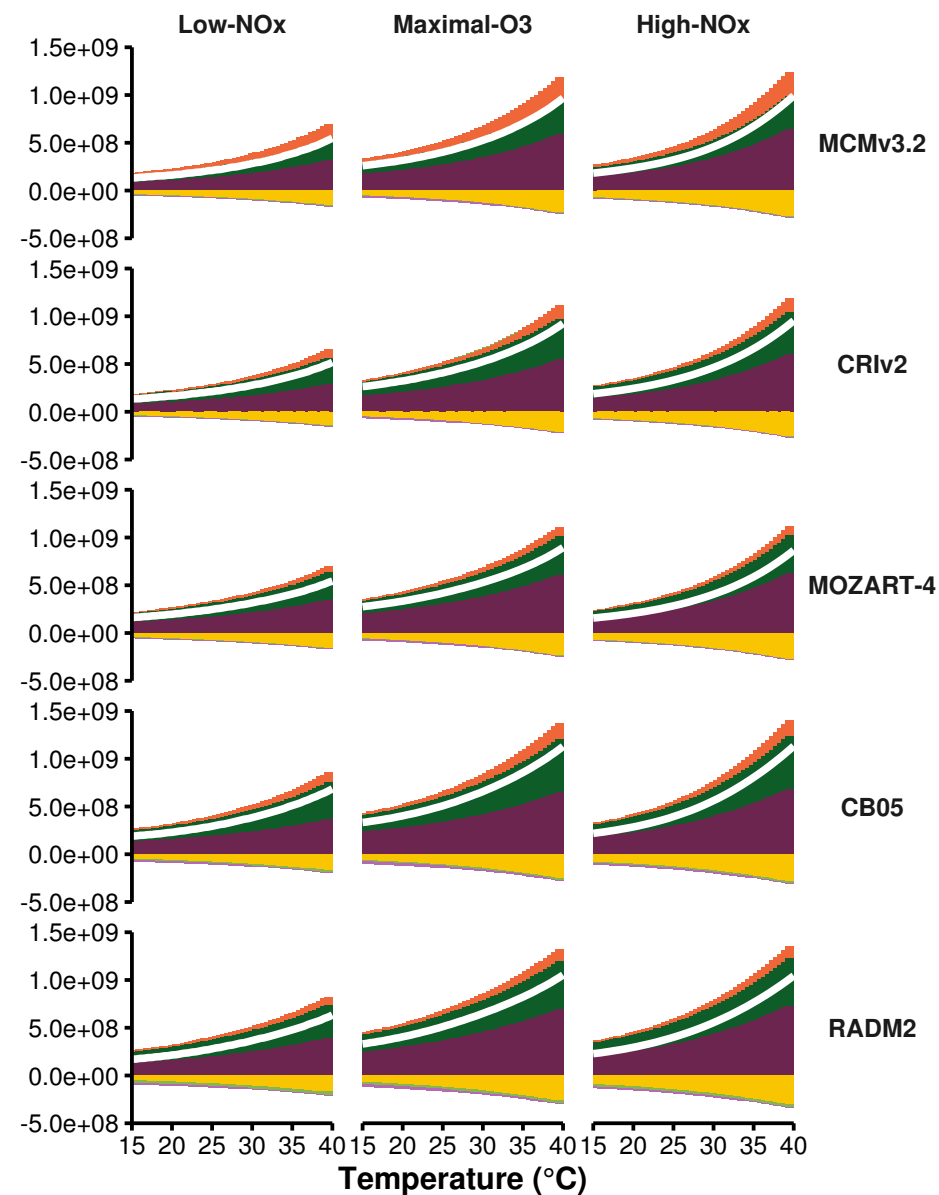 Low-NOx Maximal-O3 High-NOx
1.5e+09
1.0e+09
5.0e+08
0.0e+00
-5.0e+08
MCMv3.2
1.5e+09
1.0e+09
5.0e+08
0.0e+00
-5.0e+08
CRIv2
1.5e+09
1.0e+09
5.0e+08
0.0e+00
-5.0e+08
MOZART-4
1.5e+09
1.0e+09
5.0e+08
0.0e+00
-5.0e+08
CB05
1.5e+09
1.0e+09
5.0e+08
0.0e+00
-5.0e+08
RADM2
15 20 25 30 35 40 15 20 25 30 35 40 15 20 25 30 35 40
Temperature (°C)